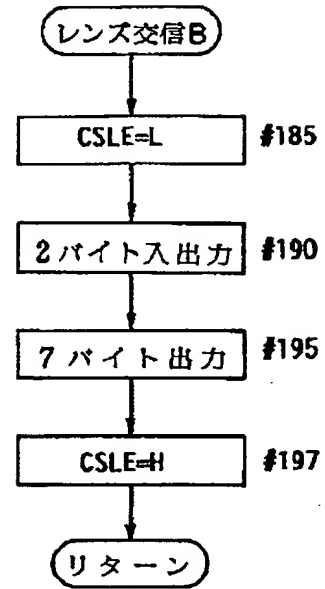 レンズ交信B
CSLE=L #185
2バイト入出力 #190
7バイト出力 #195
CSLE=H #197
リターン